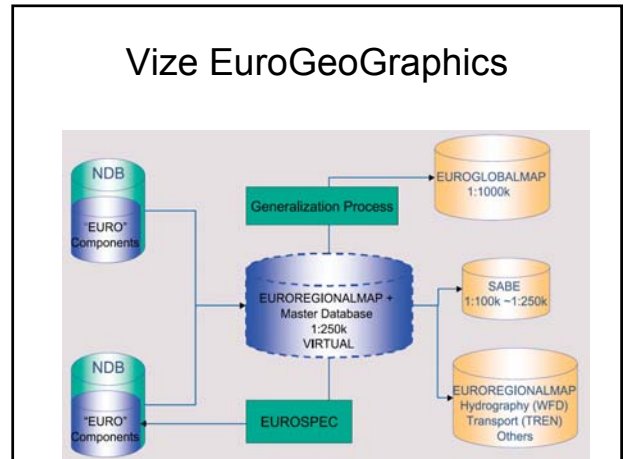 Vize EuroGeoGraphics
NDB
"EURO"
Components
Generalization Process
EUROGLOBALMAP
1:1000k
EUROREGIONALMAP +
Master Database
1:250k
VIRTUAL
SABE
1:100k ~1:250k
NDB
"EURO"
Components
EUROSPEC
EUROREGIONALMAP
Hydrography (WFD)
Transport (TREN)
Others